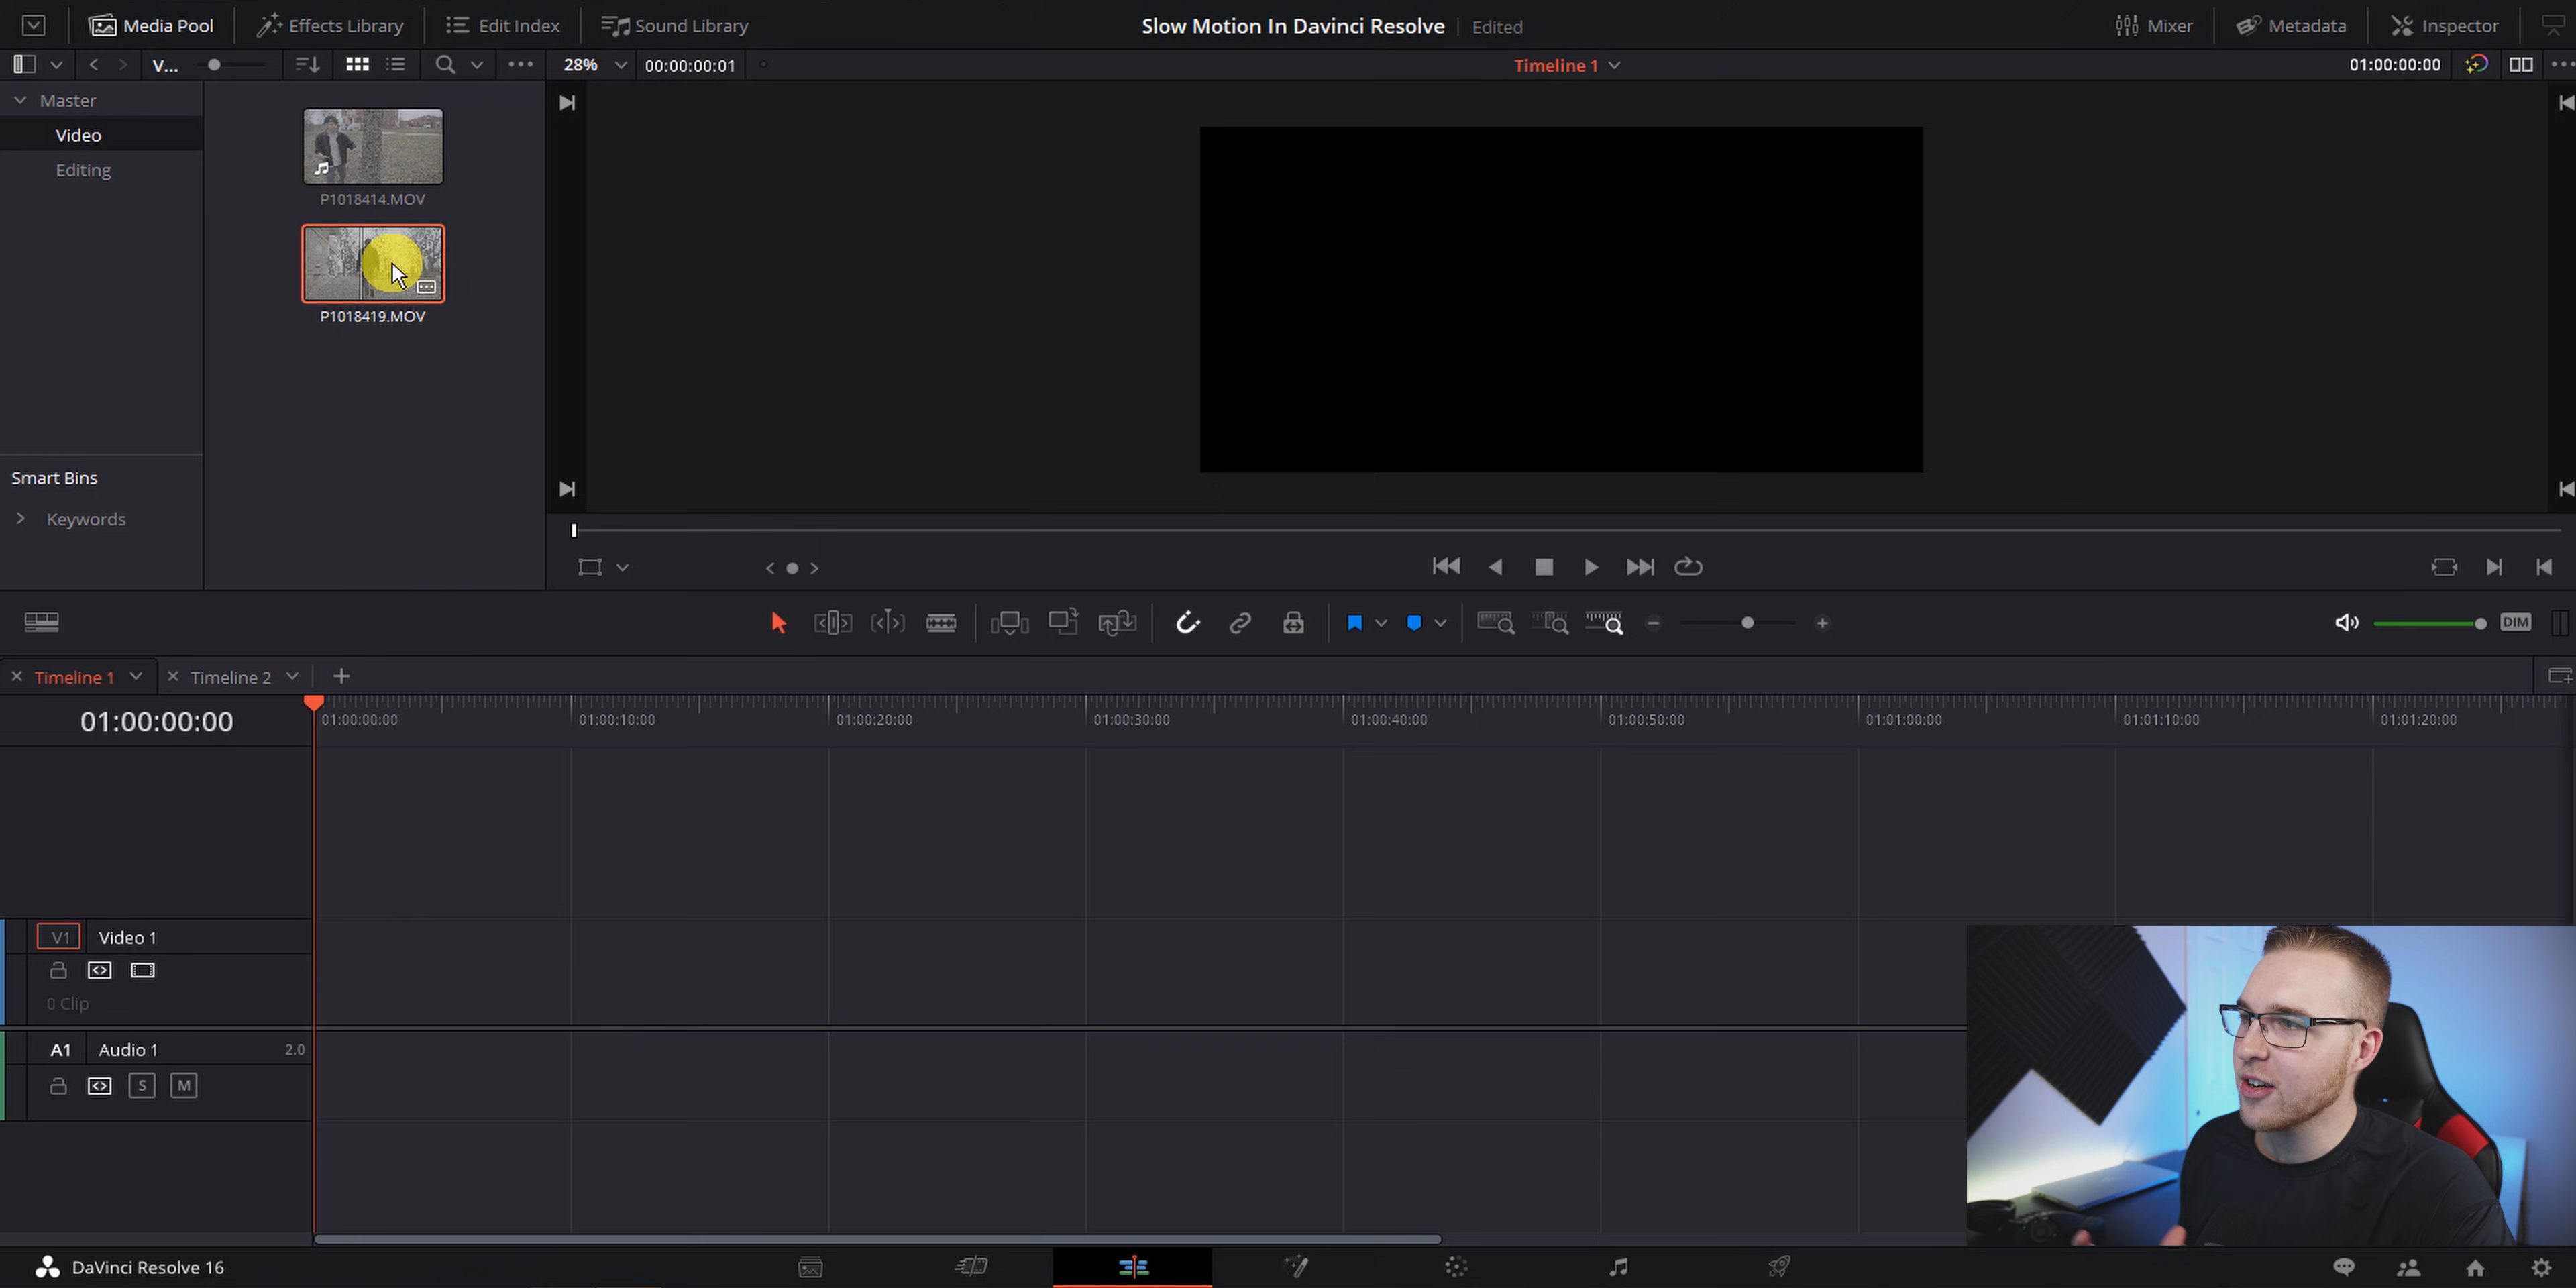 Media Pool
Effects Library
Edit Index
Sound Library
Slow Motion In Davinci Resolve
Edited
Mixer
Metadata
Inspector
V...
28%
00:00:00:01
Timeline 1
01:00:00:00
Master
Video
Editing
P1018414.MOV
P1018419.MOV
Smart Bins
Keywords
DIM
Timeline 1
Timeline 2
01:00:00:00
01:00:00:00
01:00:10:00
01:00:20:00
01:00:30:00
01:00:40:00
01:00:50:00
01:01:00:00
01:01:10:00
01:01:20:00
V1
Video 1
0 Clip
A1
Audio 1
2.0
S
M
DaVinci Resolve 16